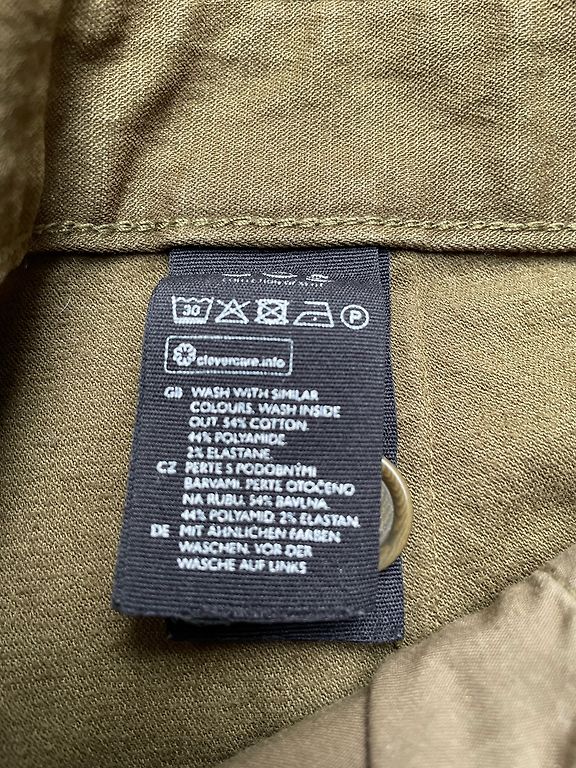 30 P
clevercare.info
GB WASH WITH SIMILAR
COLOURS. WASH INSIDE
OUT. 54% COTTON.
44% POLYAMIDE
2% ELASTANE.
CZ PERTE S PODOBNÝMI
BARVAMI. PERTE OTOČENO
NA RUBU. 54% BAVLNA.
44% POLYAMID. 2% ELASTAN.
DE MIT ÄHNLICHEN FARBEN
WASCHEN. VOR DER
WÄSCHE AUF LINKS